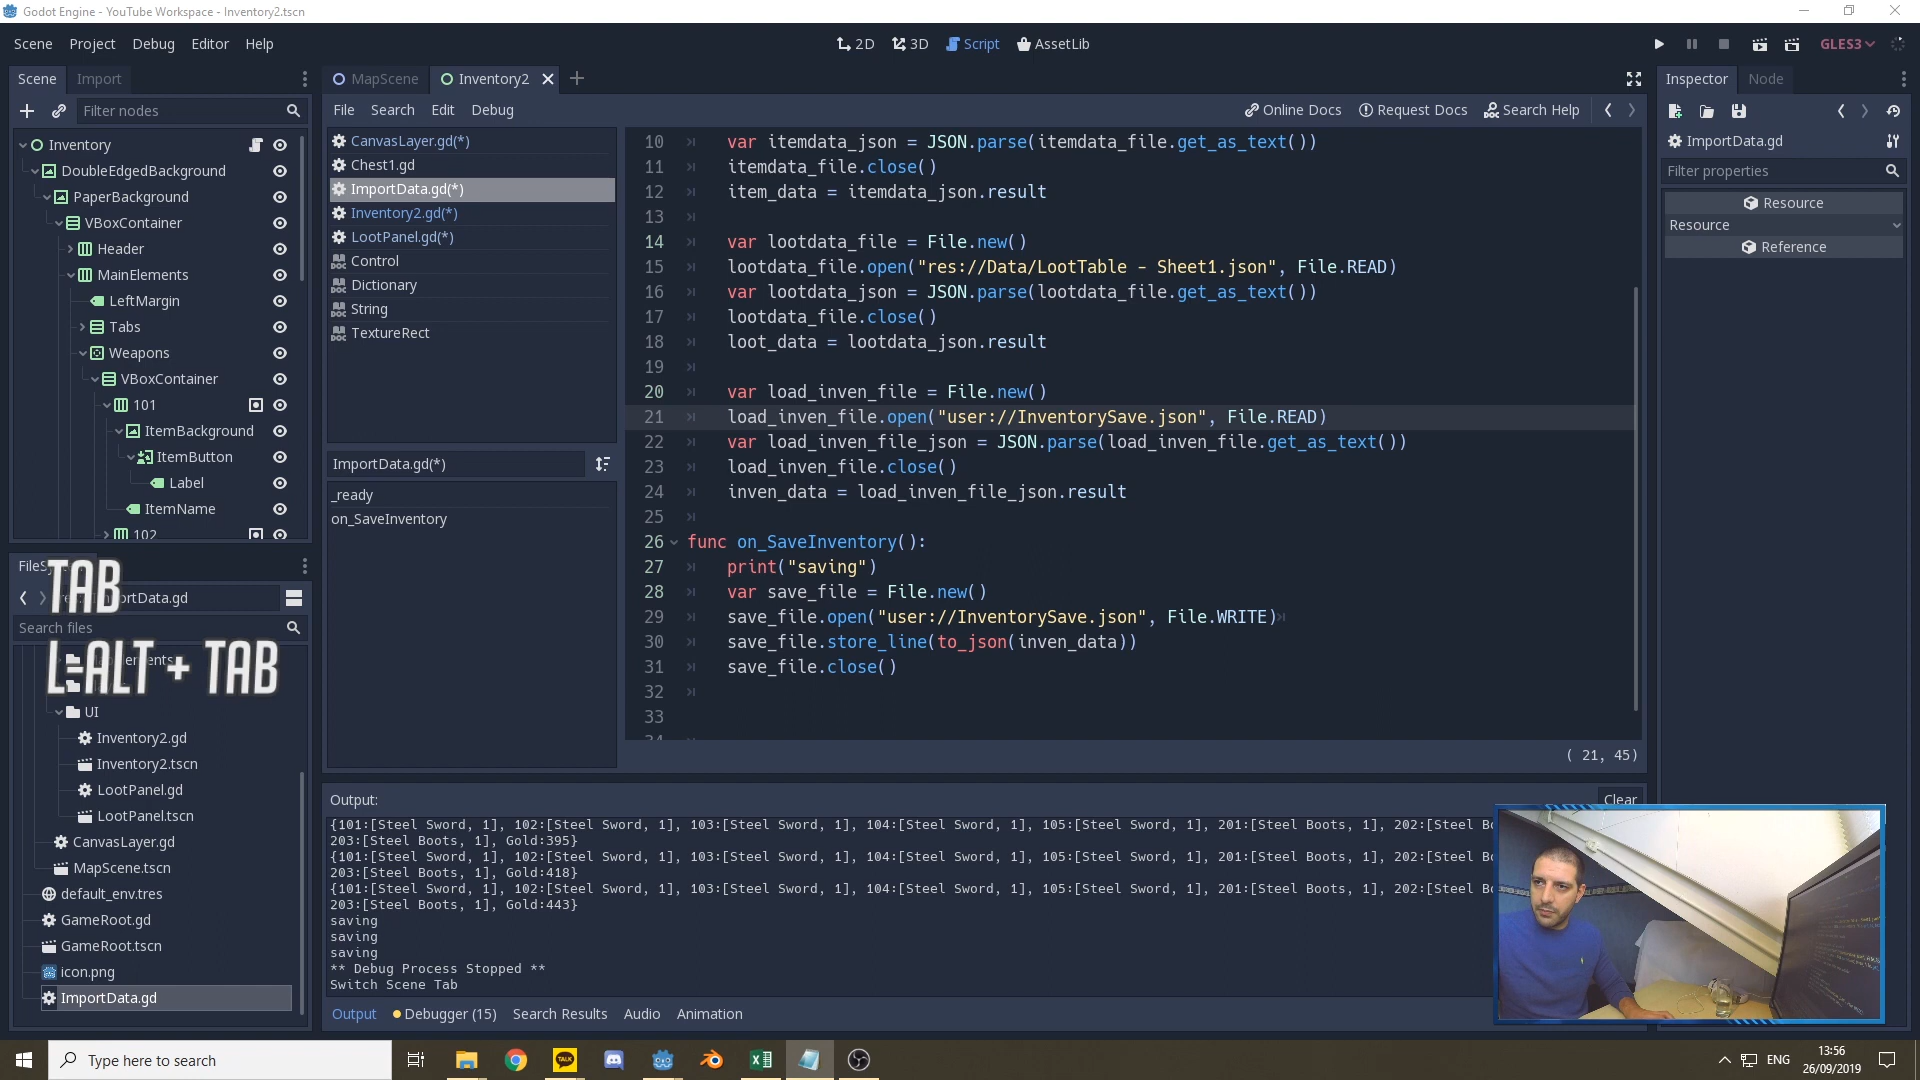 Godot Engine - YouTube Workspace - Inventory2.tscn
Scene Project Debug Editor Help
2D 3D Script AssetLib
GLES3
Scene Import
MapScene Inventory2
Inspector Node
Filter nodes
File Search Edit Debug
Online Docs Request Docs Search Help
Inventory
DoubleEdgedBackground
PaperBackground
VBoxContainer
Header
MainElements
LeftMargin
Tabs
Weapons
VBoxContainer
101
ItemBackground
ItemButton
Label
ItemName
102
CanvasLayer.gd(*)
Chest1.gd
ImportData.gd(*)
Inventory2.gd(*)
LootPanel.gd(*)
Control
Dictionary
String
TextureRect
ImportData.gd(*)
_ready
on_SaveInventory
10 var itemdata_json = JSON.parse(itemdata_file.get_as_text())
11 itemdata_file.close()
12 item_data = itemdata_json.result
13
14 var lootdata_file = File.new()
15 lootdata_file.open("res://Data/LootTable - Sheet1.json", File.READ)
16 var lootdata_json = JSON.parse(lootdata_file.get_as_text())
17 lootdata_file.close()
18 loot_data = lootdata_json.result
19
20 var load_inven_file = File.new()
21 load_inven_file.open("user://InventorySave.json", File.READ)
22 var load_inven_file_json = JSON.parse(load_inven_file.get_as_text())
23 load_inven_file.close()
24 inven_data = load_inven_file_json.result
25
26 func on_SaveInventory():
27 print("saving")
28 var save_file = File.new()
29 save_file.open("user://InventorySave.json", File.WRITE)
30 save_file.store_line(to_json(inven_data))
31 save_file.close()
32
33
34
( 21, 45)
ImportData.gd
Filter properties
Resource
Resource
Reference
TAB
L=ALT + TAB
Search files
UI
Inventory2.gd
Inventory2.tscn
LootPanel.gd
LootPanel.tscn
CanvasLayer.gd
MapScene.tscn
default_env.tres
GameRoot.gd
GameRoot.tscn
icon.png
ImportData.gd
Output:
Clear
{101:[Steel Sword, 1], 102:[Steel Sword, 1], 103:[Steel Sword, 1], 104:[Steel Sword, 1], 105:[Steel Sword, 1], 201:[Steel Boots, 1], 202:[Steel Bo
203:[Steel Boots, 1], Gold:395}
{101:[Steel Sword, 1], 102:[Steel Sword, 1], 103:[Steel Sword, 1], 104:[Steel Sword, 1], 105:[Steel Sword, 1], 201:[Steel Boots, 1], 202:[Steel Bo
203:[Steel Boots, 1], Gold:418}
{101:[Steel Sword, 1], 102:[Steel Sword, 1], 103:[Steel Sword, 1], 104:[Steel Sword, 1], 105:[Steel Sword, 1], 201:[Steel Boots, 1], 202:[Steel Bo
203:[Steel Boots, 1], Gold:443}
saving
saving
saving
** Debug Process Stopped **
Switch Scene Tab
Output Debugger (15) Search Results Audio Animation
Type here to search
TALK
ENG
13:56
26/09/2019